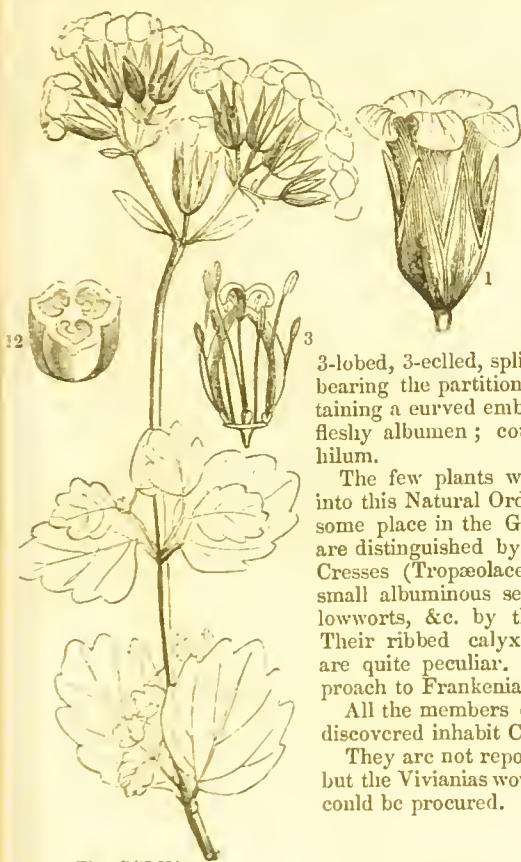 1
12
3
3-lobed, 3-eclled, spli
bearing the partition
taining a eurved emb
fleshy albumen ; cot
hilum.
The few plants w
into this Natural Ord
some place in the G
are distinguished by
Cresses (Tropæolace
small albuminous se
lowworts, &c. by th
Their ribbed calyx
are quite peculiar.
proach to Frankenia
All the members
discovered inhabit C
They are not repo
but the Vivianias wo
could be procured.